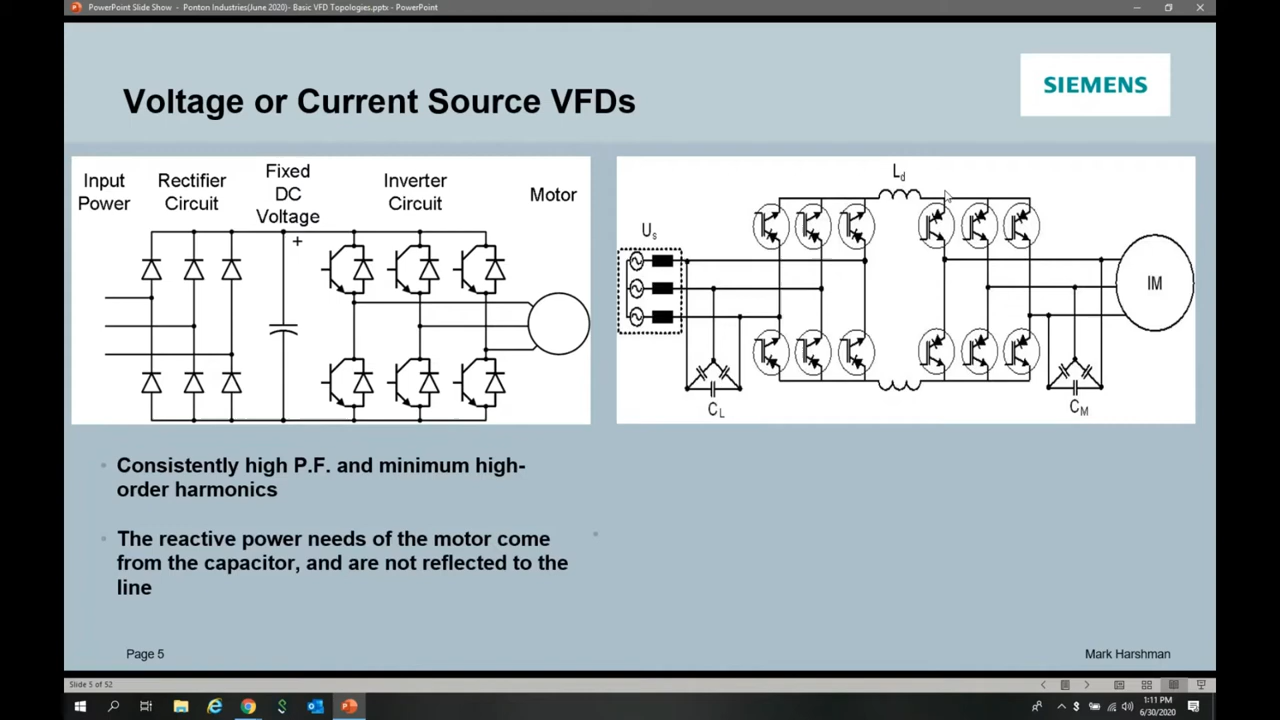 PowerPoint Slide Show - Ponton Industries(June 2020)- Basic VFD Topologies.pptx - PowerPoint
Voltage or Current Source VFDs
SIEMENS
Input
Power
Rectifier
Circuit
Fixed
DC
Voltage
+
Inverter
Circuit
Motor
Ld
Us
IM
CL
CM
Consistently high P.F. and minimum high-
order harmonics
The reactive power needs of the motor come
from the capacitor, and are not reflected to the
line
Page 5
Mark Harshman
Slide 5 of 52
1:11 PM
6/30/2020